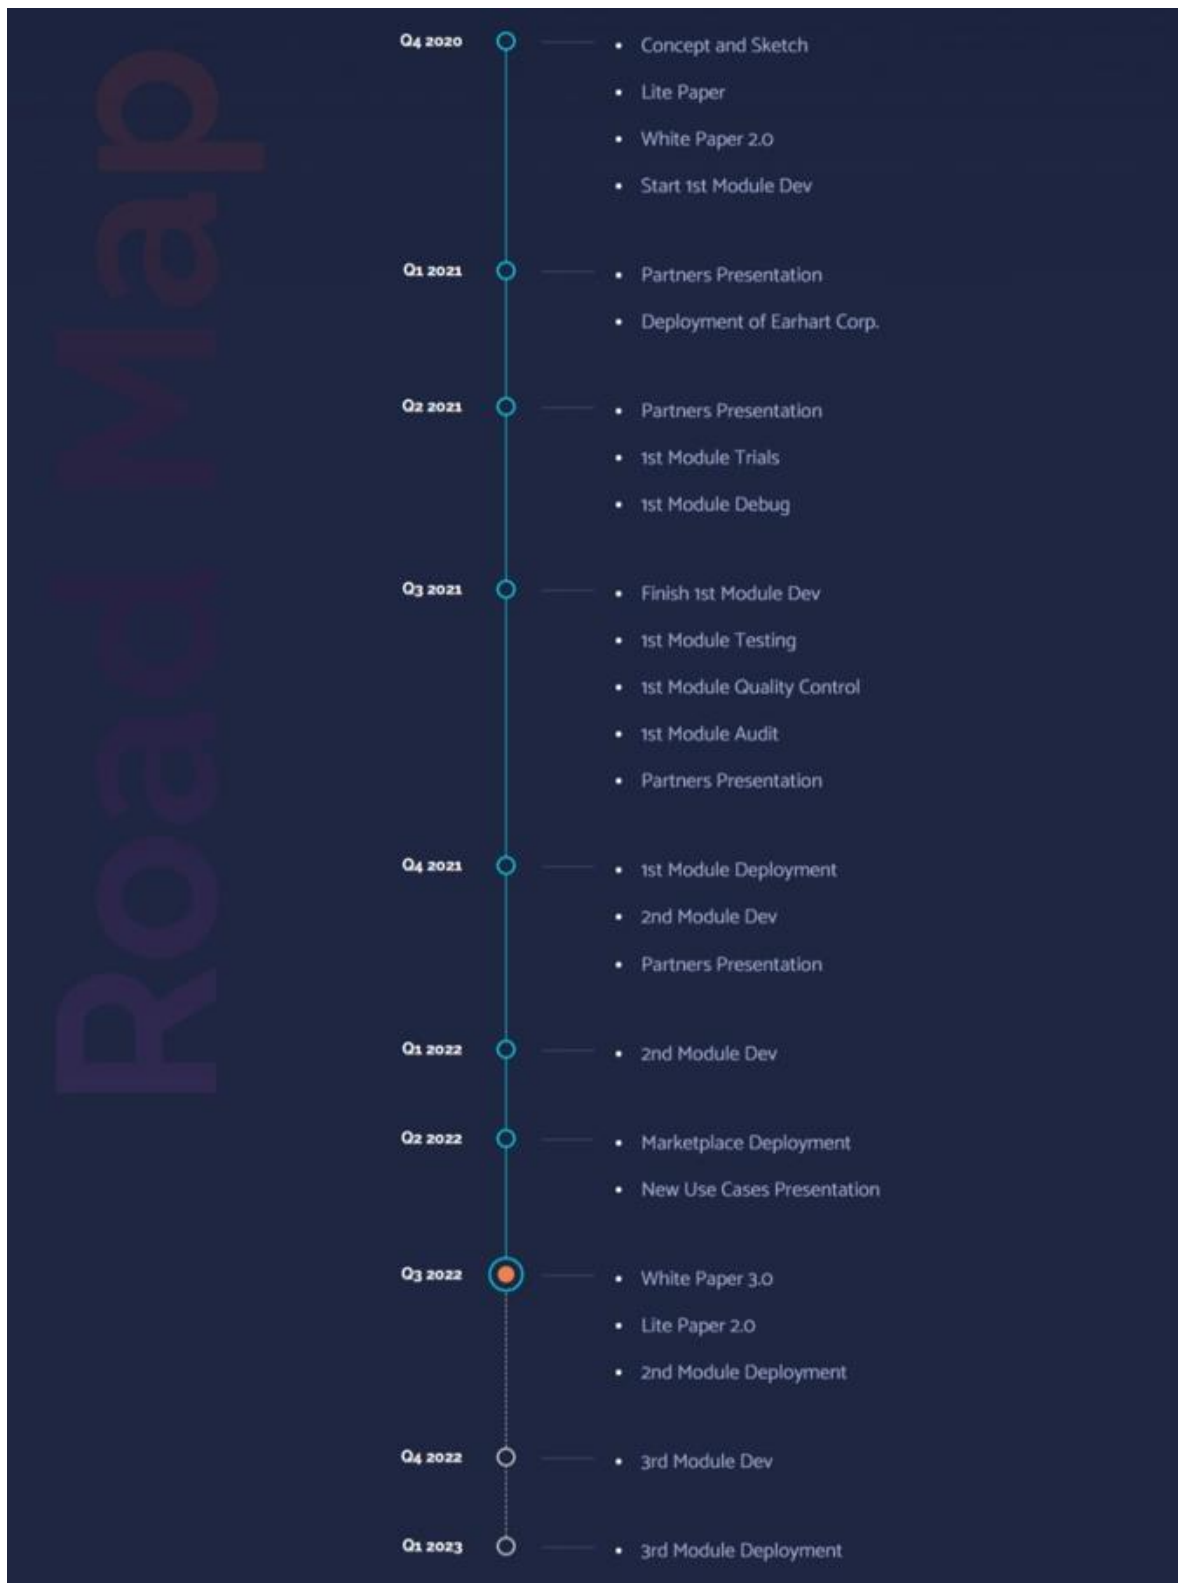 Road Map
Q4 2020
• Concept and Sketch
• Lite Paper
• White Paper 2.0
• Start 1st Module Dev
Q1 2021
• Partners Presentation
• Deployment of Earhart Corp.
Q2 2021
• Partners Presentation
• 1st Module Trials
• 1st Module Debug
Q3 2021
• Finish 1st Module Dev
• 1st Module Testing
• 1st Module Quality Control
• 1st Module Audit
• Partners Presentation
Q4 2021
• 1st Module Deployment
• 2nd Module Dev
• Partners Presentation
Q1 2022
• 2nd Module Dev
Q2 2022
• Marketplace Deployment
• New Use Cases Presentation
Q3 2022
• White Paper 3.0
• Lite Paper 2.0
• 2nd Module Deployment
Q4 2022
• 3rd Module Dev
Q1 2023
• 3rd Module Deployment